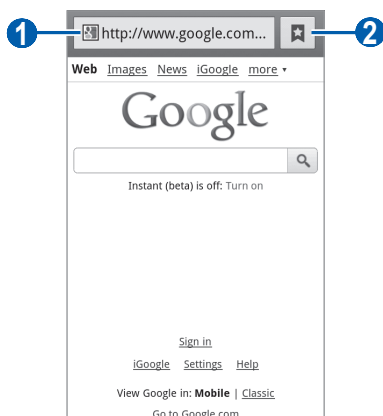 1
http://www.google.com...
2
Web Images News iGoogle more
Google
Instant (beta) is off: Turn on
Sign in
iGoogle Settings Help
View Google in: Mobile | Classic
Go to Google.com